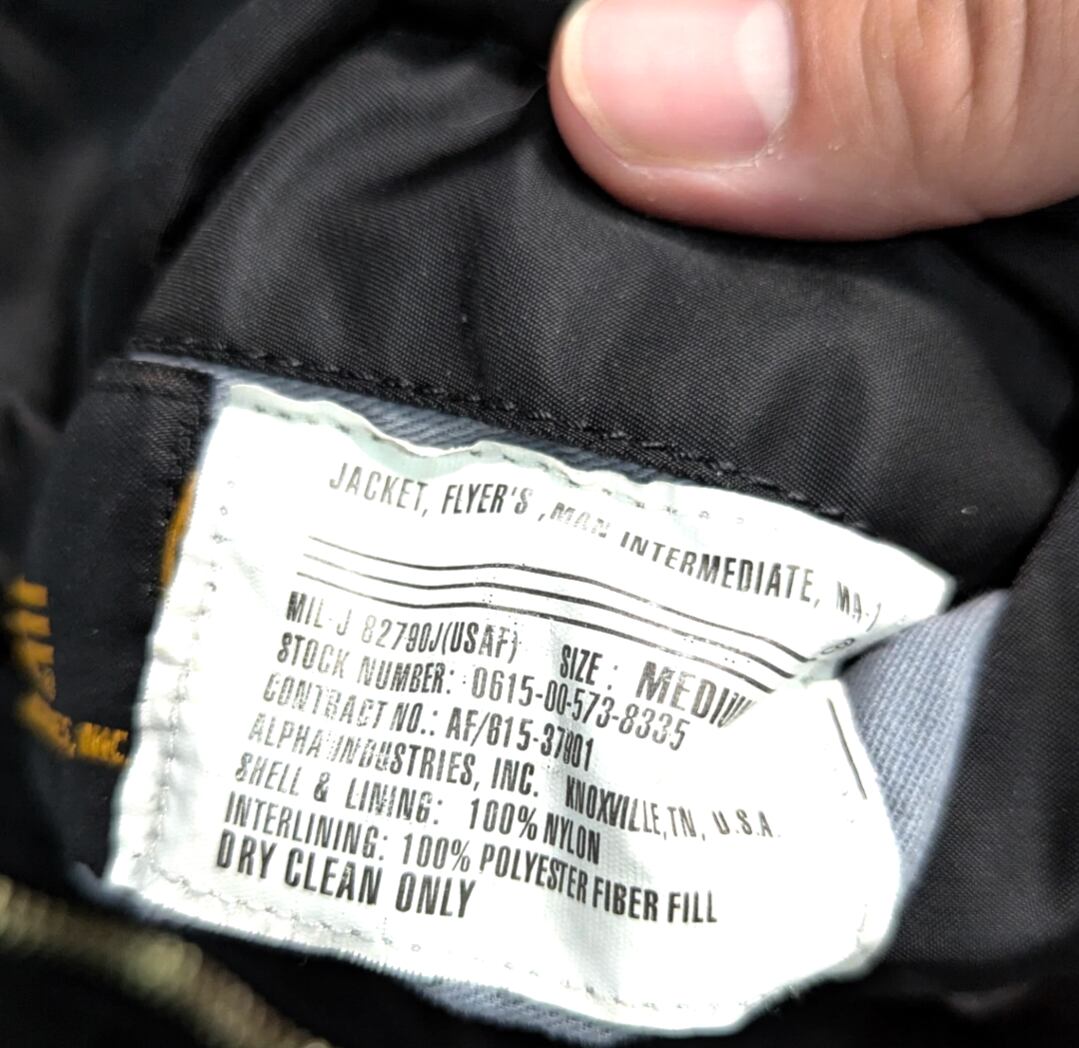 JACKET, FLYER'S ,MAN INTERMEDIATE, MA-1
MIL-J 82790J(USAF) SIZE : MEDIUM
STOCK NUMBER: 0615-00-573-8335
CONTRACT NO.: AF/615-37901
ALPHA INDUSTRIES, INC. KNOXVILLE,TN, U.S.A.
SHELL & LINING: 100% NYLON
INTERLINING: 100% POLYESTER FIBER FILL
DRY CLEAN ONLY
INC.